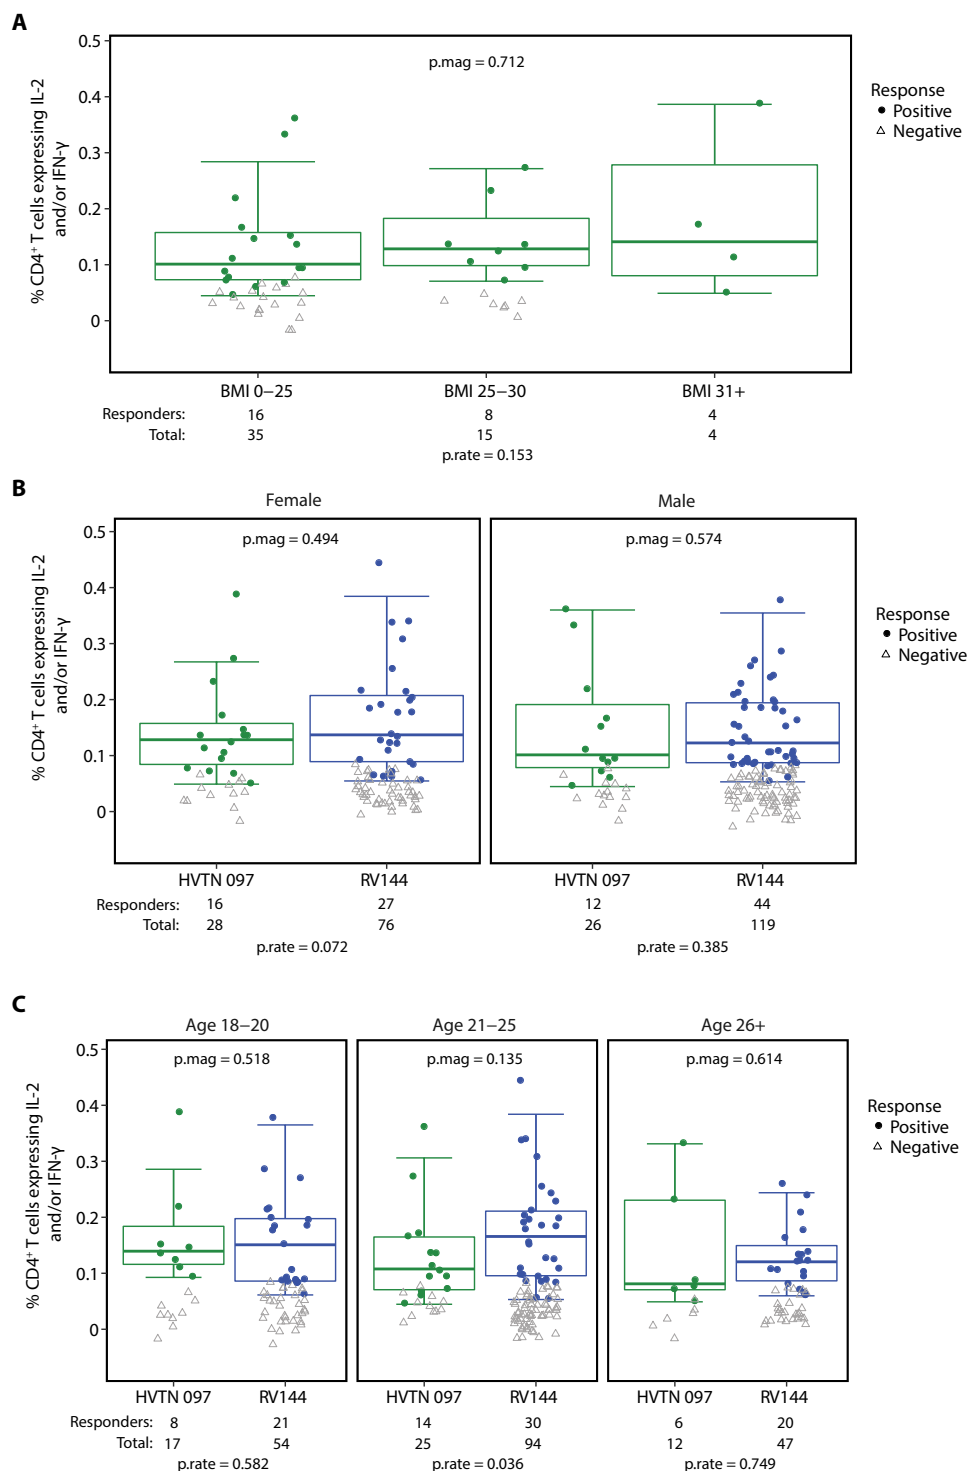 A
% CD4⁺ T cells expressing IL-2
and/or IFN-γ
0.5
0.4
0.3
0.2
0.1
0
p.mag = 0.712
Response
Positive
Negative
BMI 0–25 BMI 25–30 BMI 31+
Responders: 16 8 4
Total: 35 15 4
p.rate = 0.153
B
Female Male
% CD4⁺ T cells expressing IL-2
and/or IFN-γ
0.5
0.4
0.3
0.2
0.1
0
p.mag = 0.494 p.mag = 0.574
Response
Positive
Negative
HVTN 097 RV144 HVTN 097 RV144
Responders: 16 27 12 44
Total: 28 76 26 119
p.rate = 0.072 p.rate = 0.385
C
Age 18–20 Age 21–25 Age 26+
% CD4⁺ T cells expressing IL-2
and/or IFN-γ
0.5
0.4
0.3
0.2
0.1
0
p.mag = 0.518 p.mag = 0.135 p.mag = 0.614
Response
Positive
Negative
HVTN 097 RV144 HVTN 097 RV144 HVTN 097 RV144
Responders: 8 21 14 30 6 20
Total: 17 54 25 94 12 47
p.rate = 0.582 p.rate = 0.036 p.rate = 0.749